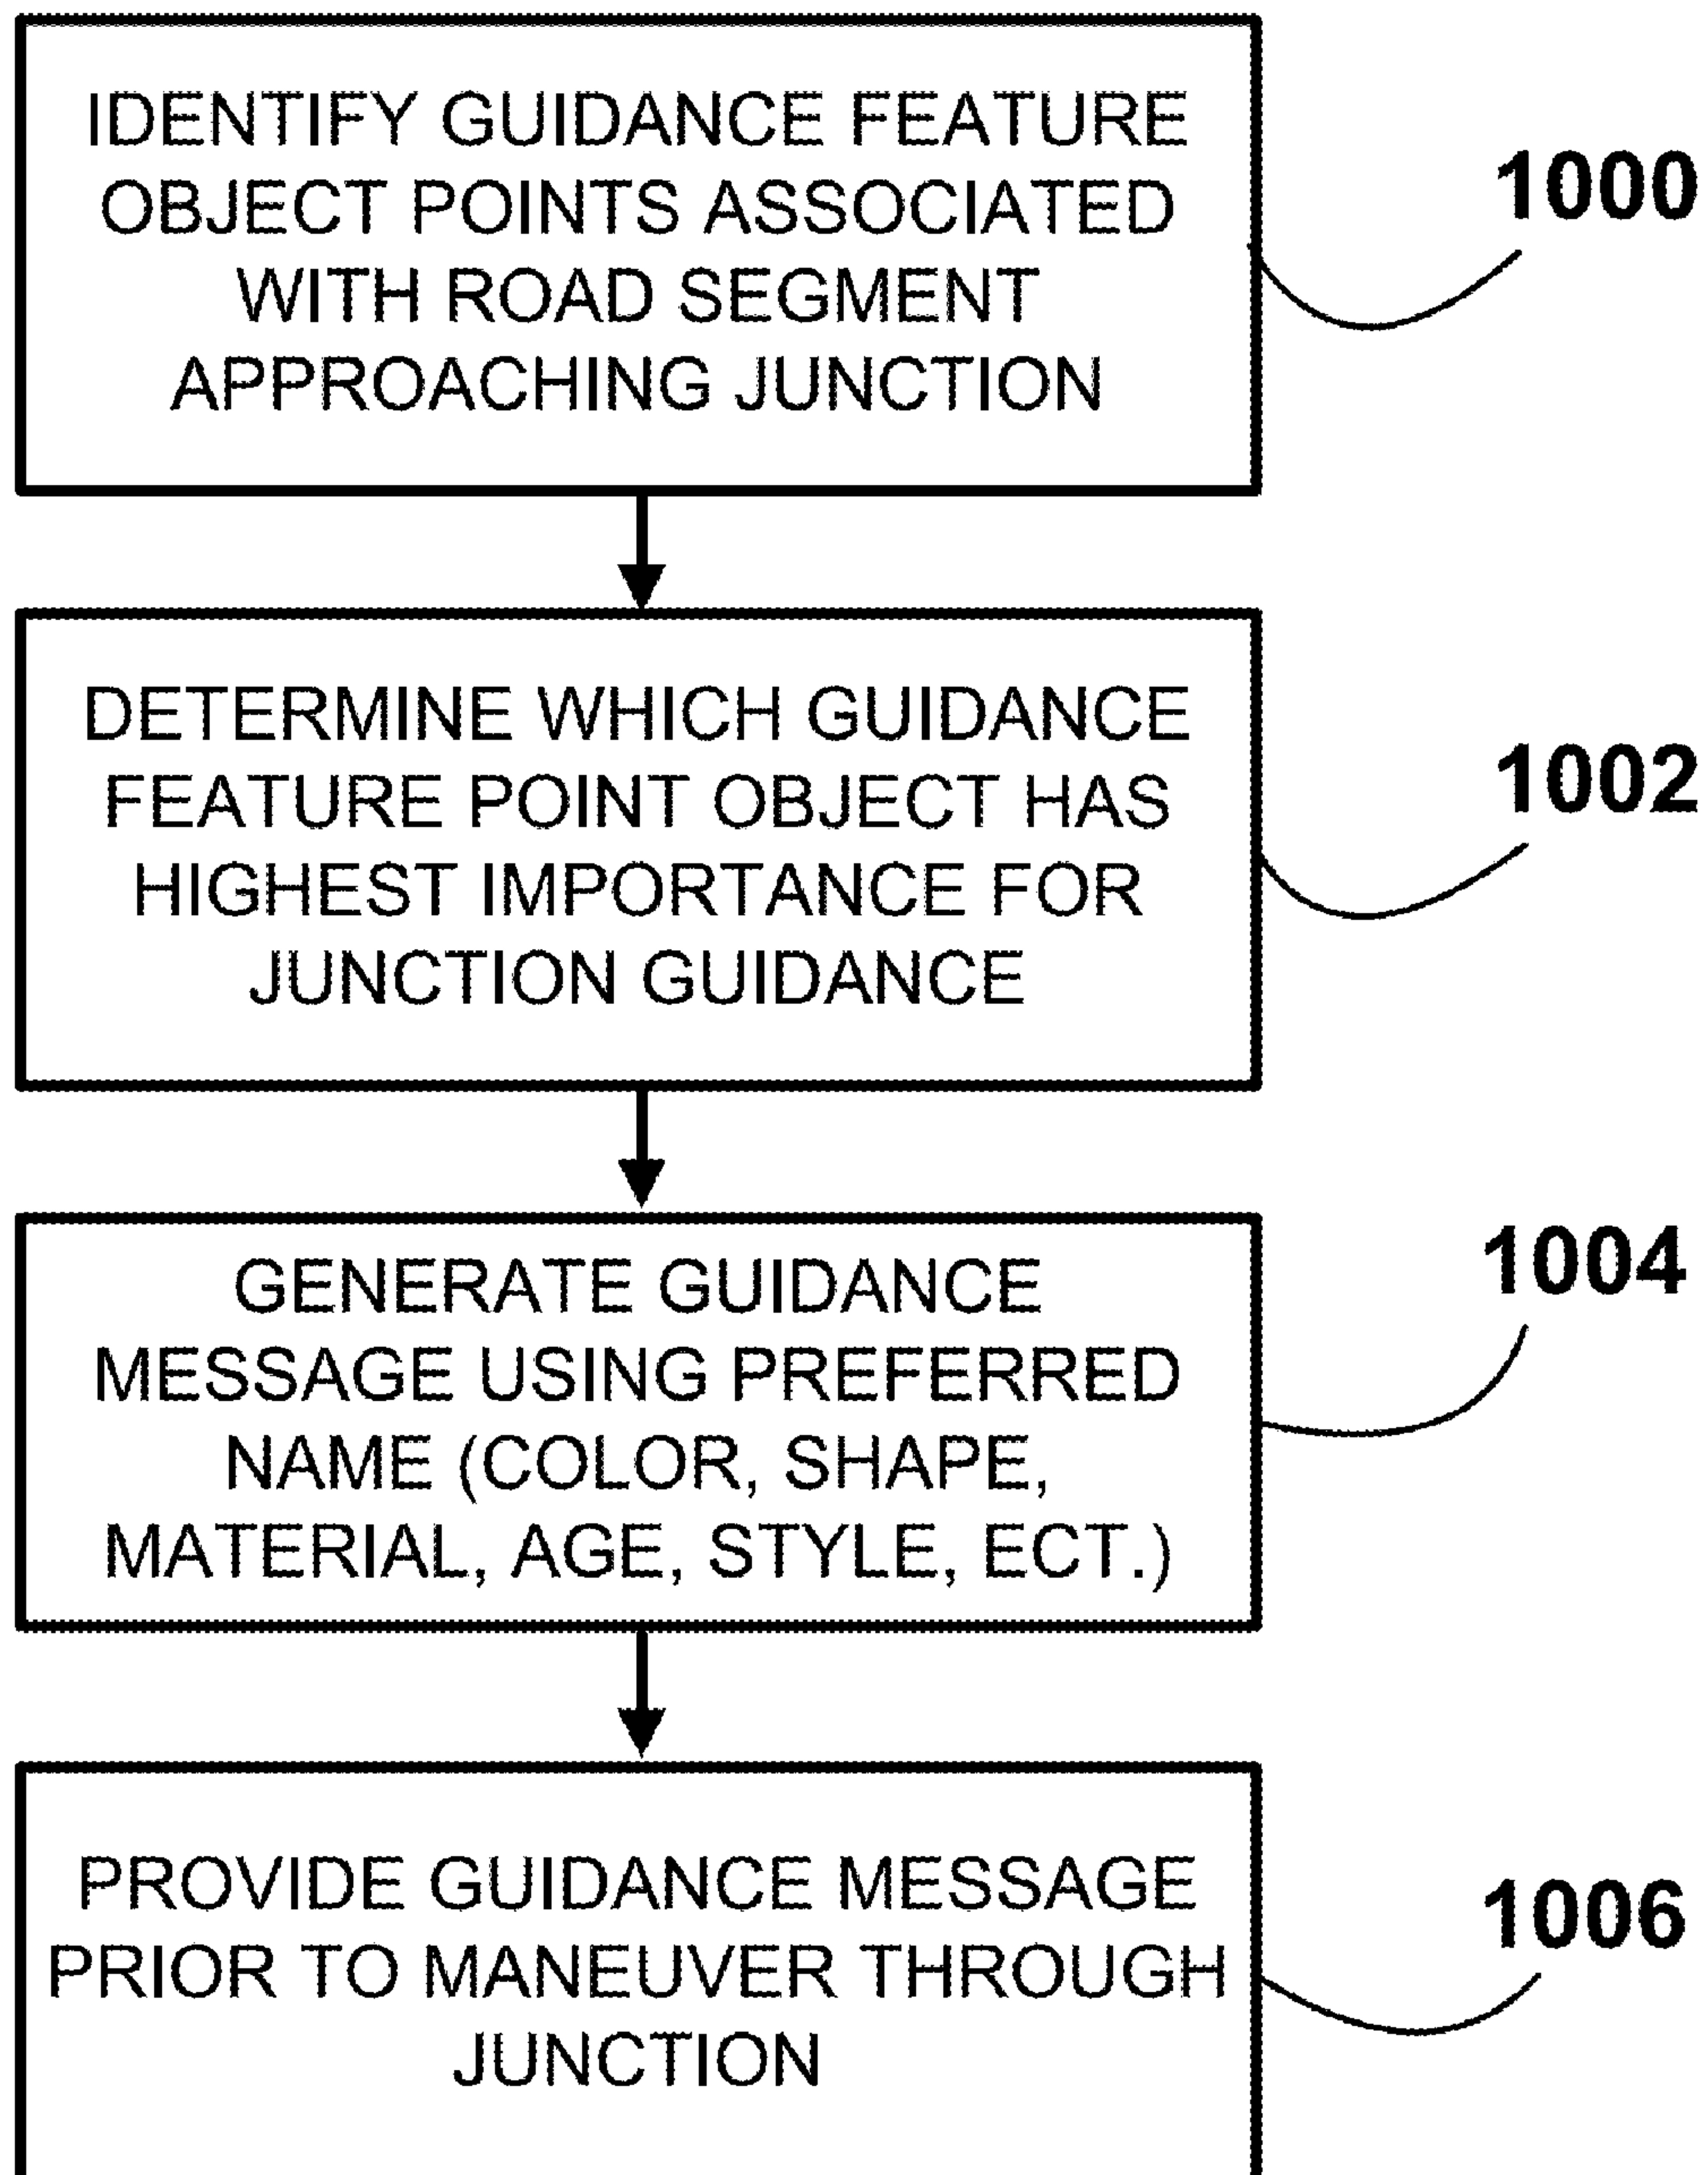 IDENTIFY GUIDANCE FEATURE
OBJECT POINTS ASSOCIATED
WITH ROAD SEGMENT
APPROACHING JUNCTION
1000
DETERMINE WHICH GUIDANCE
FEATURE POINT OBJECT HAS
HIGHEST IMPORTANCE FOR
JUNCTION GUIDANCE
1002
GENERATE GUIDANCE
MESSAGE USING PREFERRED
NAME (COLOR, SHAPE,
MATERIAL, AGE, STYLE, ECT.)
1004
PROVIDE GUIDANCE MESSAGE
PRIOR TO MANEUVER THROUGH
JUNCTION
1006